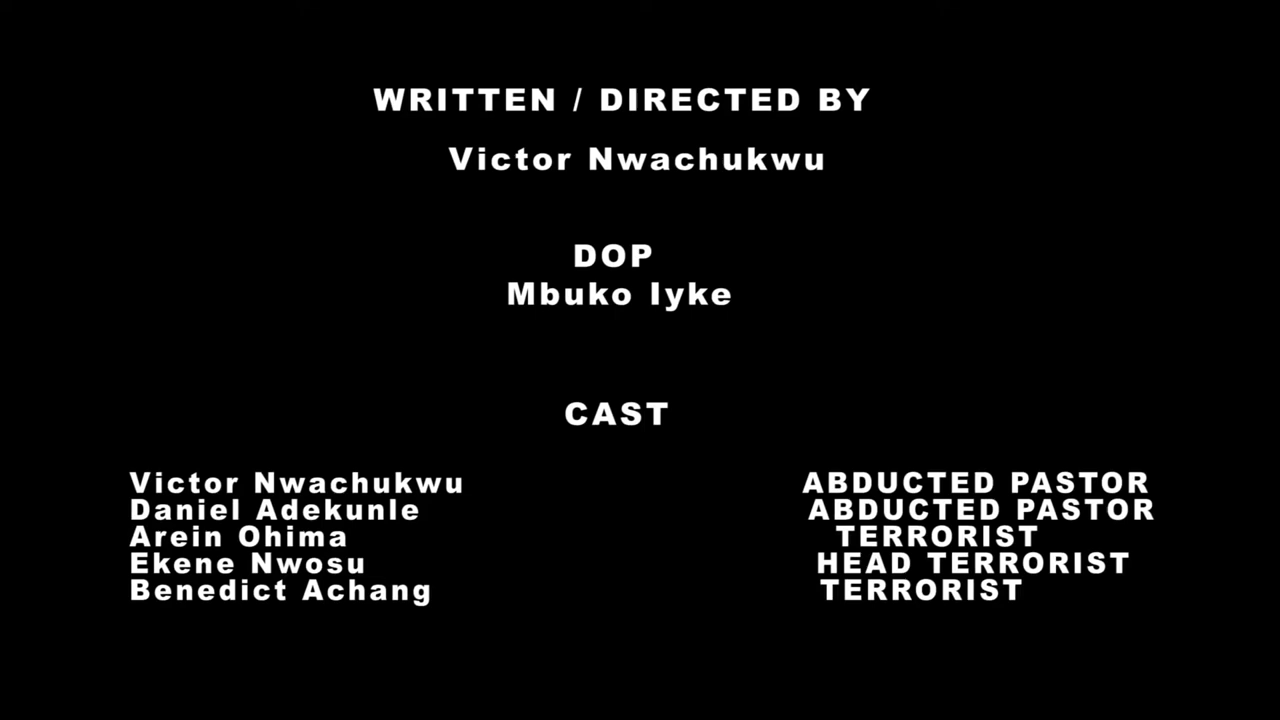 WRITTEN / DIRECTED BY
Victor Nwachukwu
DOP
Mbuko Iyke
CAST
Victor Nwachukwu ABDUCTED PASTOR
Daniel Adekunle ABDUCTED PASTOR
Arein Ohima TERRORIST
Ekene Nwosu HEAD TERRORIST
Benedict Achang TERRORIST